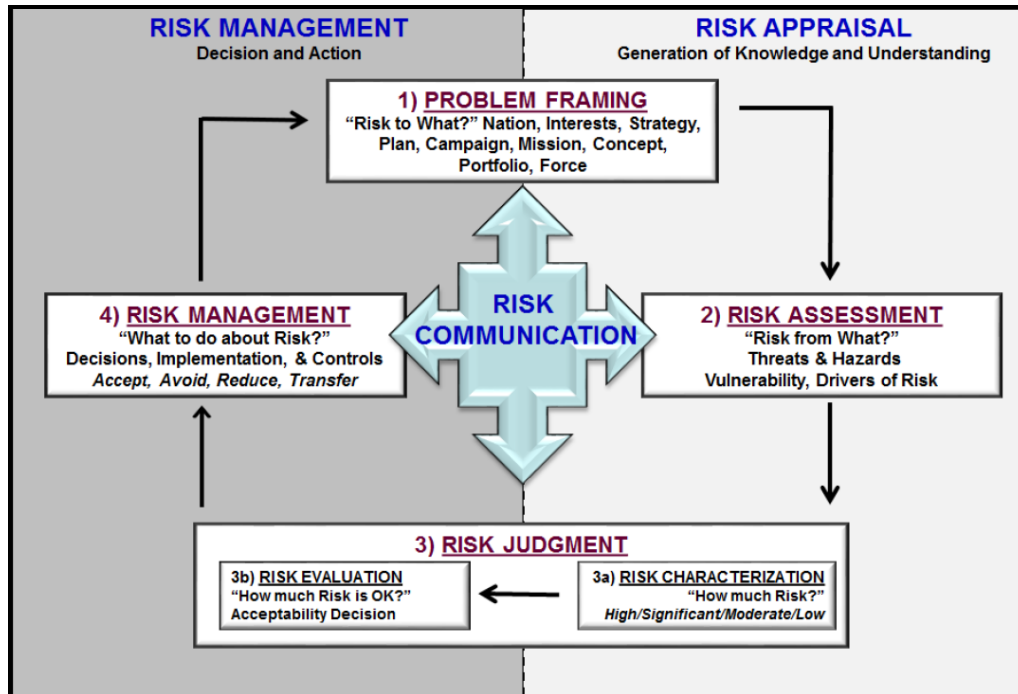 RISK MANAGEMENT
Decision and Action
RISK APPRAISAL
Generation of Knowledge and Understanding
1) PROBLEM FRAMING
“Risk to What?” Nation, Interests, Strategy,
Plan, Campaign, Mission, Concept,
Portfolio, Force
4) RISK MANAGEMENT
“What to do about Risk?”
Decisions, Implementation, & Controls
Accept, Avoid, Reduce, Transfer
RISK
COMMUNICATION
2) RISK ASSESSMENT
“Risk from What?”
Threats & Hazards
Vulnerability, Drivers of Risk
3) RISK JUDGMENT
3b) RISK EVALUATION
“How much Risk is OK?”
Acceptability Decision
3a) RISK CHARACTERIZATION
“How much Risk?”
High/Significant/Moderate/Low